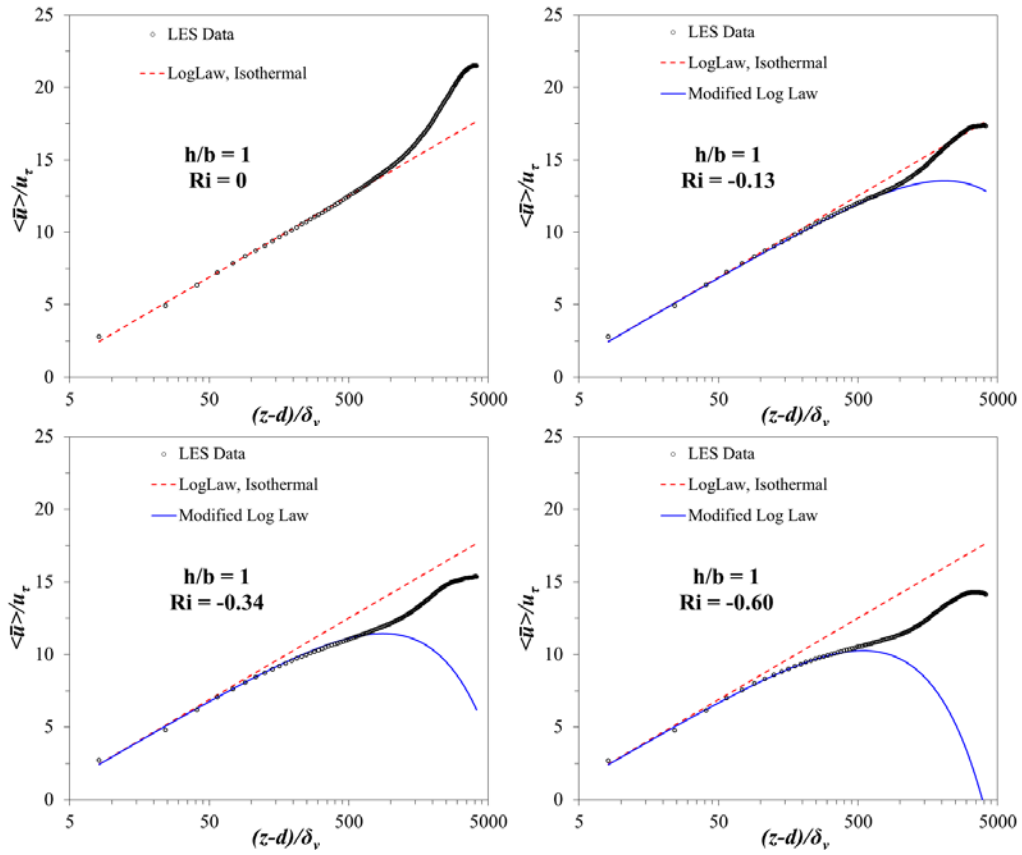 25
20
15
10
5
0
<ū>/uτ
LES Data
LogLaw, Isothermal
h/b = 1
Ri = 0
5
50
500
5000
(z-d)/δν
25
20
15
10
5
0
<ū>/uτ
LES Data
LogLaw, Isothermal
Modified Log Law
h/b = 1
Ri = -0.13
5
50
500
5000
(z-d)/δν
25
20
15
10
5
0
<ū>/uτ
LES Data
LogLaw, Isothermal
Modified Log Law
h/b = 1
Ri = -0.34
5
50
500
5000
(z-d)/δν
25
20
15
10
5
0
<ū>/uτ
LES Data
LogLaw, Isothermal
Modified Log Law
h/b = 1
Ri = -0.60
5
50
500
5000
(z-d)/δν